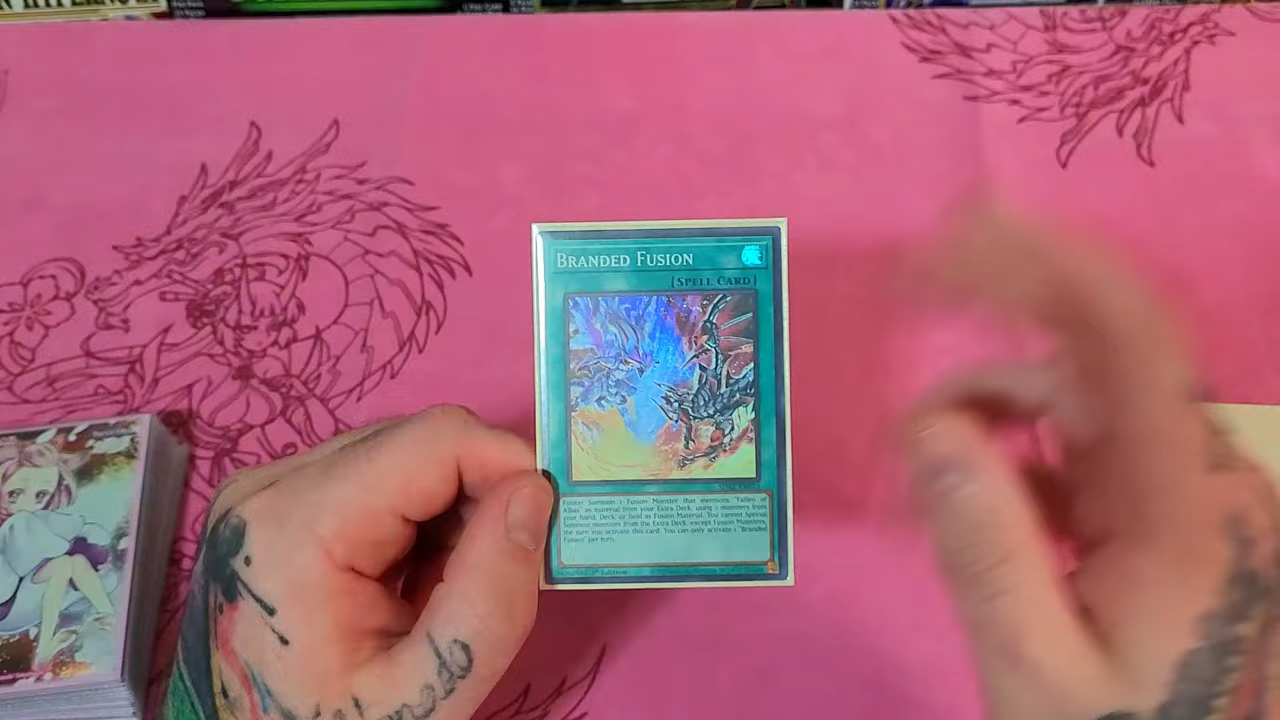 BRANDED FUSION
[SPELL CARD]
Fusion Summon 1 Fusion Monster that mentions "Fallen of
Albaz" as material from your Extra Deck, using 2 monsters from
your hand, Deck, or field as Fusion Material. You cannot Special
Summon monsters from the Extra Deck, except Fusion Monsters,
the turn you activate this card. You can only activate 1 "Branded
Fusion" per turn.
1st Edition